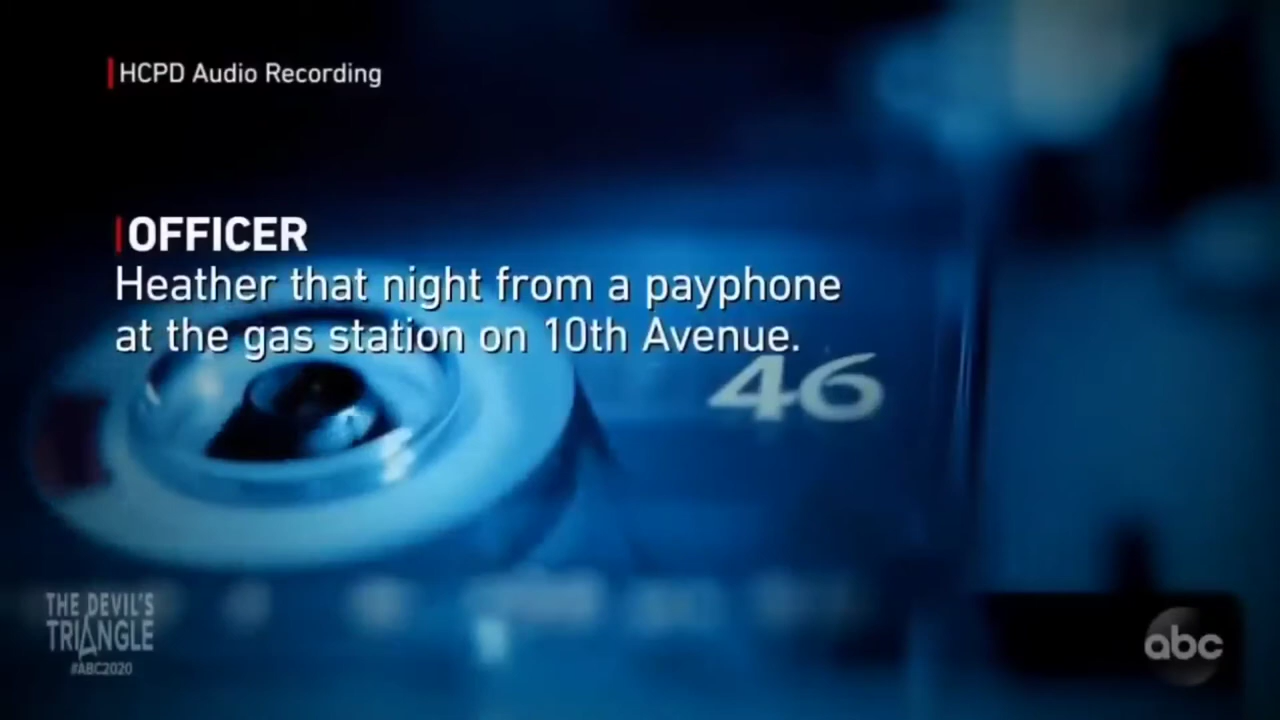 HCPD Audio Recording
OFFICER
Heather that night from a payphone
at the gas station on 10th Avenue.
46
THE DEVIL'S
TRIANGLE
#ABC2020
abc